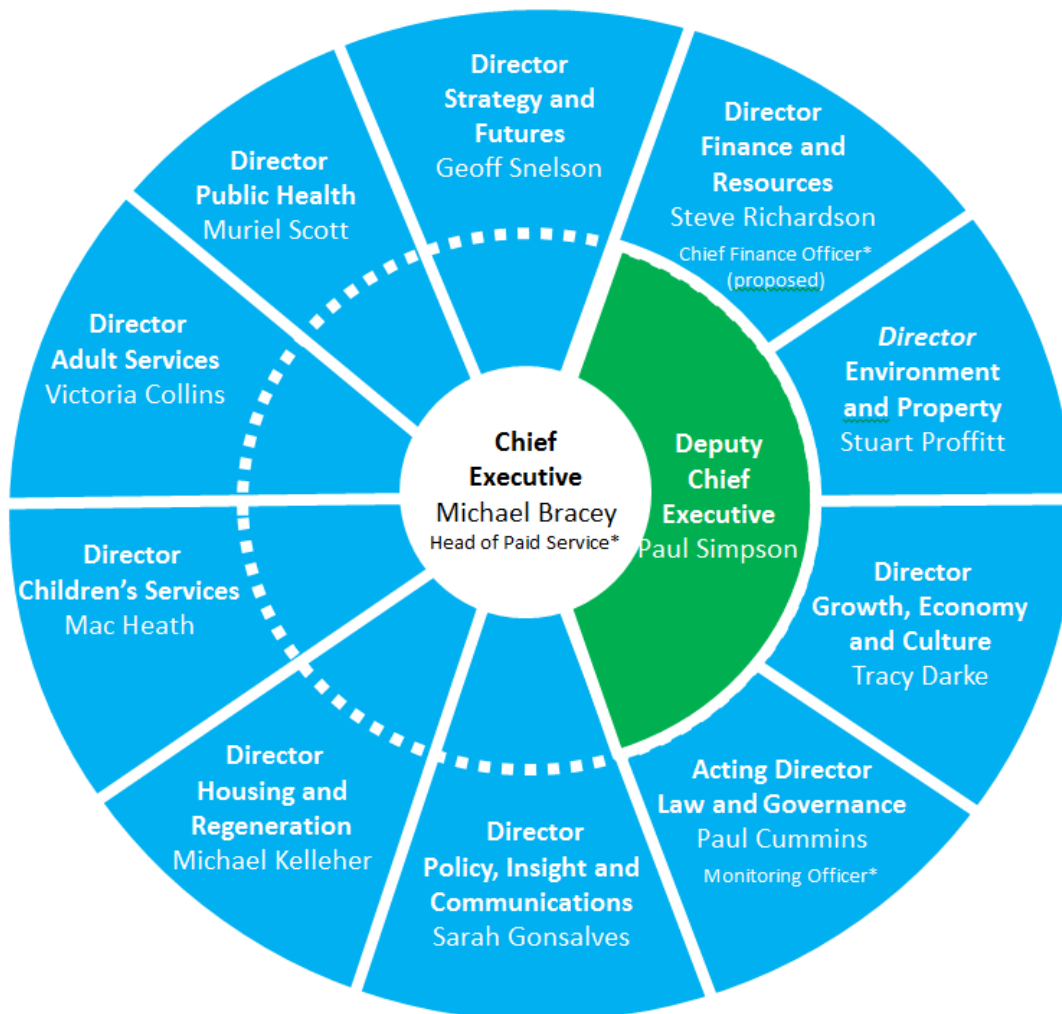 Director
Strategy and
Futures
Geoff Snelson
Director
Finance and
Resources
Steve Richardson
Chief Finance Officer*
(proposed)
Director
Environment
and Property
Stuart Proffitt
Director
Growth, Economy
and Culture
Tracy Darke
Acting Director
Law and Governance
Paul Cummins
Monitoring Officer*
Director
Policy, Insight and
Communications
Sarah Gonsalves
Director
Housing and
Regeneration
Michael Kelleher
Director
Children's Services
Mac Heath
Director
Adult Services
Victoria Collins
Director
Public Health
Muriel Scott
Chief
Executive
Michael Bracey
Head of Paid Service*
Deputy
Chief
Executive
Paul Simpson